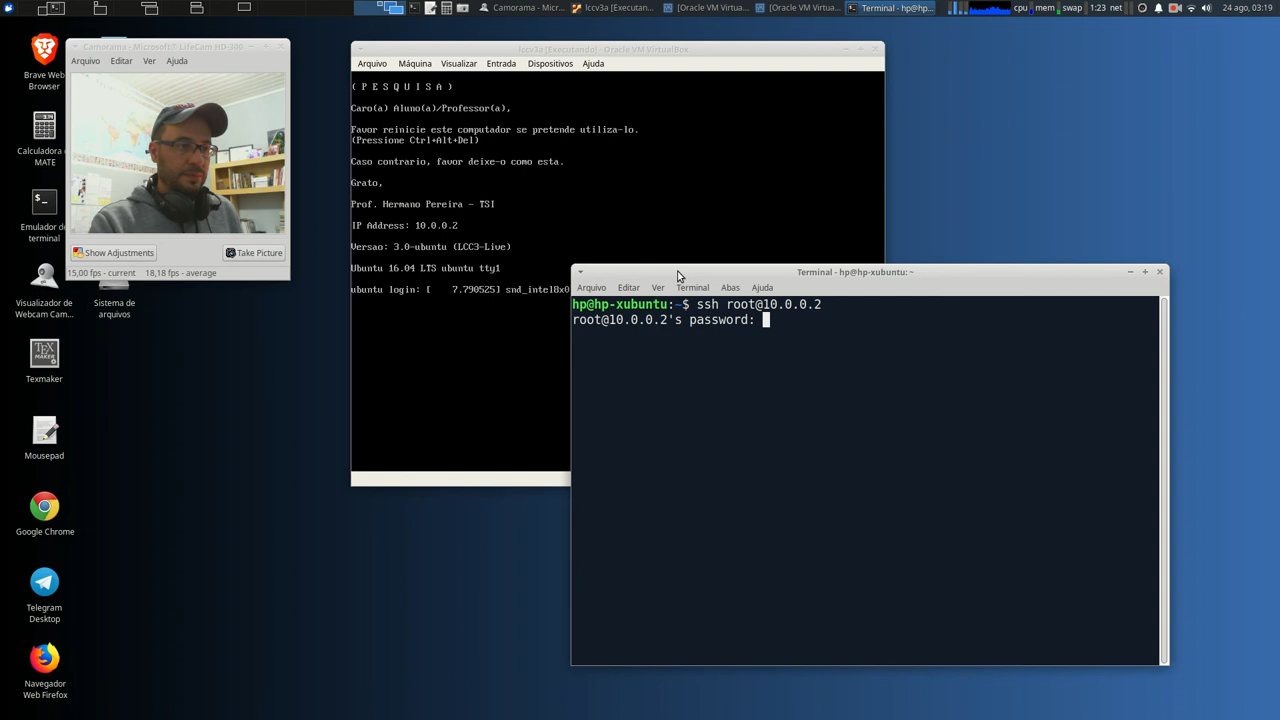 Camorama - Micr...
lccv3a [Executan...
[Oracle VM Virtual...
[Oracle VM Virtual...
Terminal - hp@hp...
cpu
mem
swap
1:23
net
24 ago, 03:19
Brave Web
Browser
Calculadora
MATE
Emulador de
terminal
Visualizador de
Webcam Cam...
Sistema de
arquivos
Texmaker
Mousepad
Google Chrome
Telegram
Desktop
Navegador
Web Firefox
Camorama - Microsoft® LifeCam HD-300
Arquivo Editar Ver Ajuda
Show Adjustments
Take Picture
15,00 fps - current 18,18 fps - average
lccv3a [Executando] - Oracle VM VirtualBox
Arquivo Máquina Visualizar Entrada Dispositivos Ajuda
( P E S Q U I S A )
Caro(a) Aluno(a)/Professor(a),
Favor reinicie este computador se pretende utiliza-lo.
(Pressione Ctrl+Alt+Del)
Caso contrario, favor deixe-o como esta.
Grato,
Prof. Hermano Pereira - TSI
IP Address: 10.0.0.2
Versao: 3.0-ubuntu (LCC3-Live)
Ubuntu 16.04 LTS ubuntu tty1
ubuntu login: [    7.790525] snd_intel8x0
Terminal - hp@hp-xubuntu: ~
Arquivo Editar Ver Terminal Abas Ajuda
hp@hp-xubuntu:~$ ssh root@10.0.0.2
root@10.0.0.2's password: